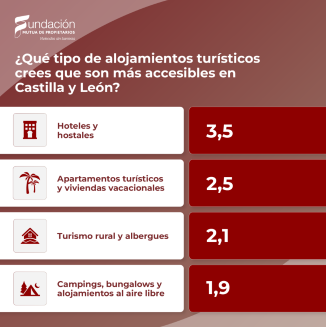 Fundación
MUTUA DE PROPIETARIOS
¿Qué tipo de alojamientos turísticos
crees que son más accesibles en
Castilla y León?
Hoteles y
hostales
3,5
Apartamentos turísticos
y viviendas vacacionales
2,5
Turismo rural y albergues
2,1
Campings, bungalows y
alojamientos al aire libre
1,9